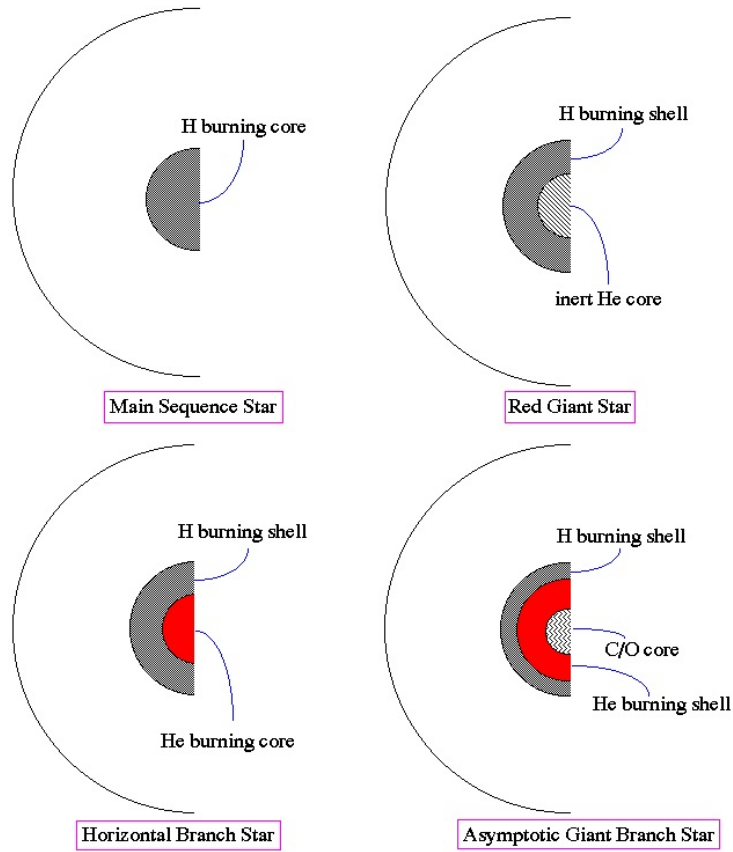 H burning core
Main Sequence Star
H burning shell
inert He core
Red Giant Star
H burning shell
He burning core
Horizontal Branch Star
H burning shell
C/O core
He burning shell
Asymptotic Giant Branch Star